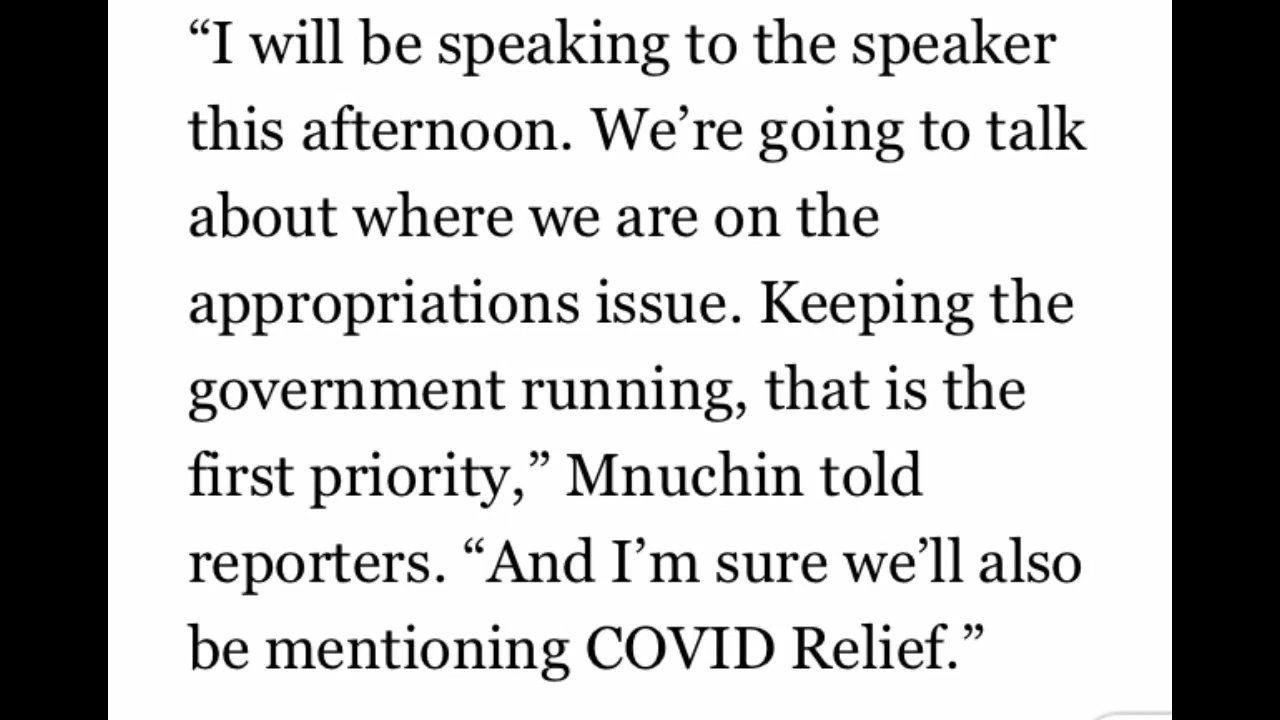 “I will be speaking to the speaker
this afternoon. We’re going to talk
about where we are on the
appropriations issue. Keeping the
government running, that is the
first priority,” Mnuchin told
reporters. “And I’m sure we’ll also
be mentioning COVID Relief.”